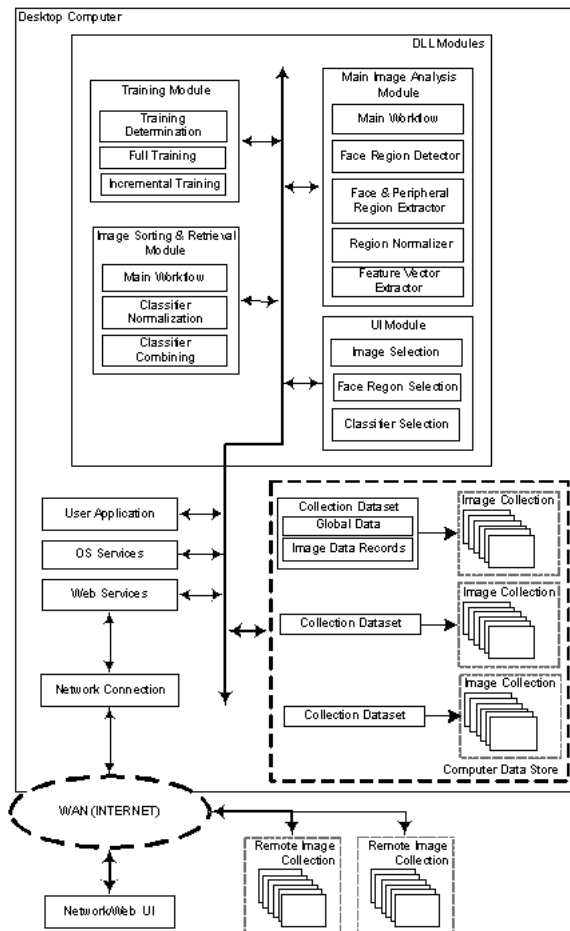 Desktop Computer
DLL Modules
Training Module
Training
Determination
Full Training
Incremental Training
Main Image Analysis
Module
Main Workflow
Face Region Detector
Face & Peripheral
Region Extractor
Region Normalizer
Feature Vector
Extractor
Image Sorting & Retrieval
Module
Main Workflow
Classifier
Normalization
Classifier
Combining
UI Module
Image Selection
Face Regon Selection
Classifier Selection
User Application
OS Services
Web Services
Network Connection
Collection Dataset
Global Data
Image Data Records
Image Collection
Collection Dataset
Image Collection
Collection Dataset
Image Collection
Computer Data Store
WAN (INTERNET)
Remote Image
Collection
Remote Image
Collection
Network/Web UI